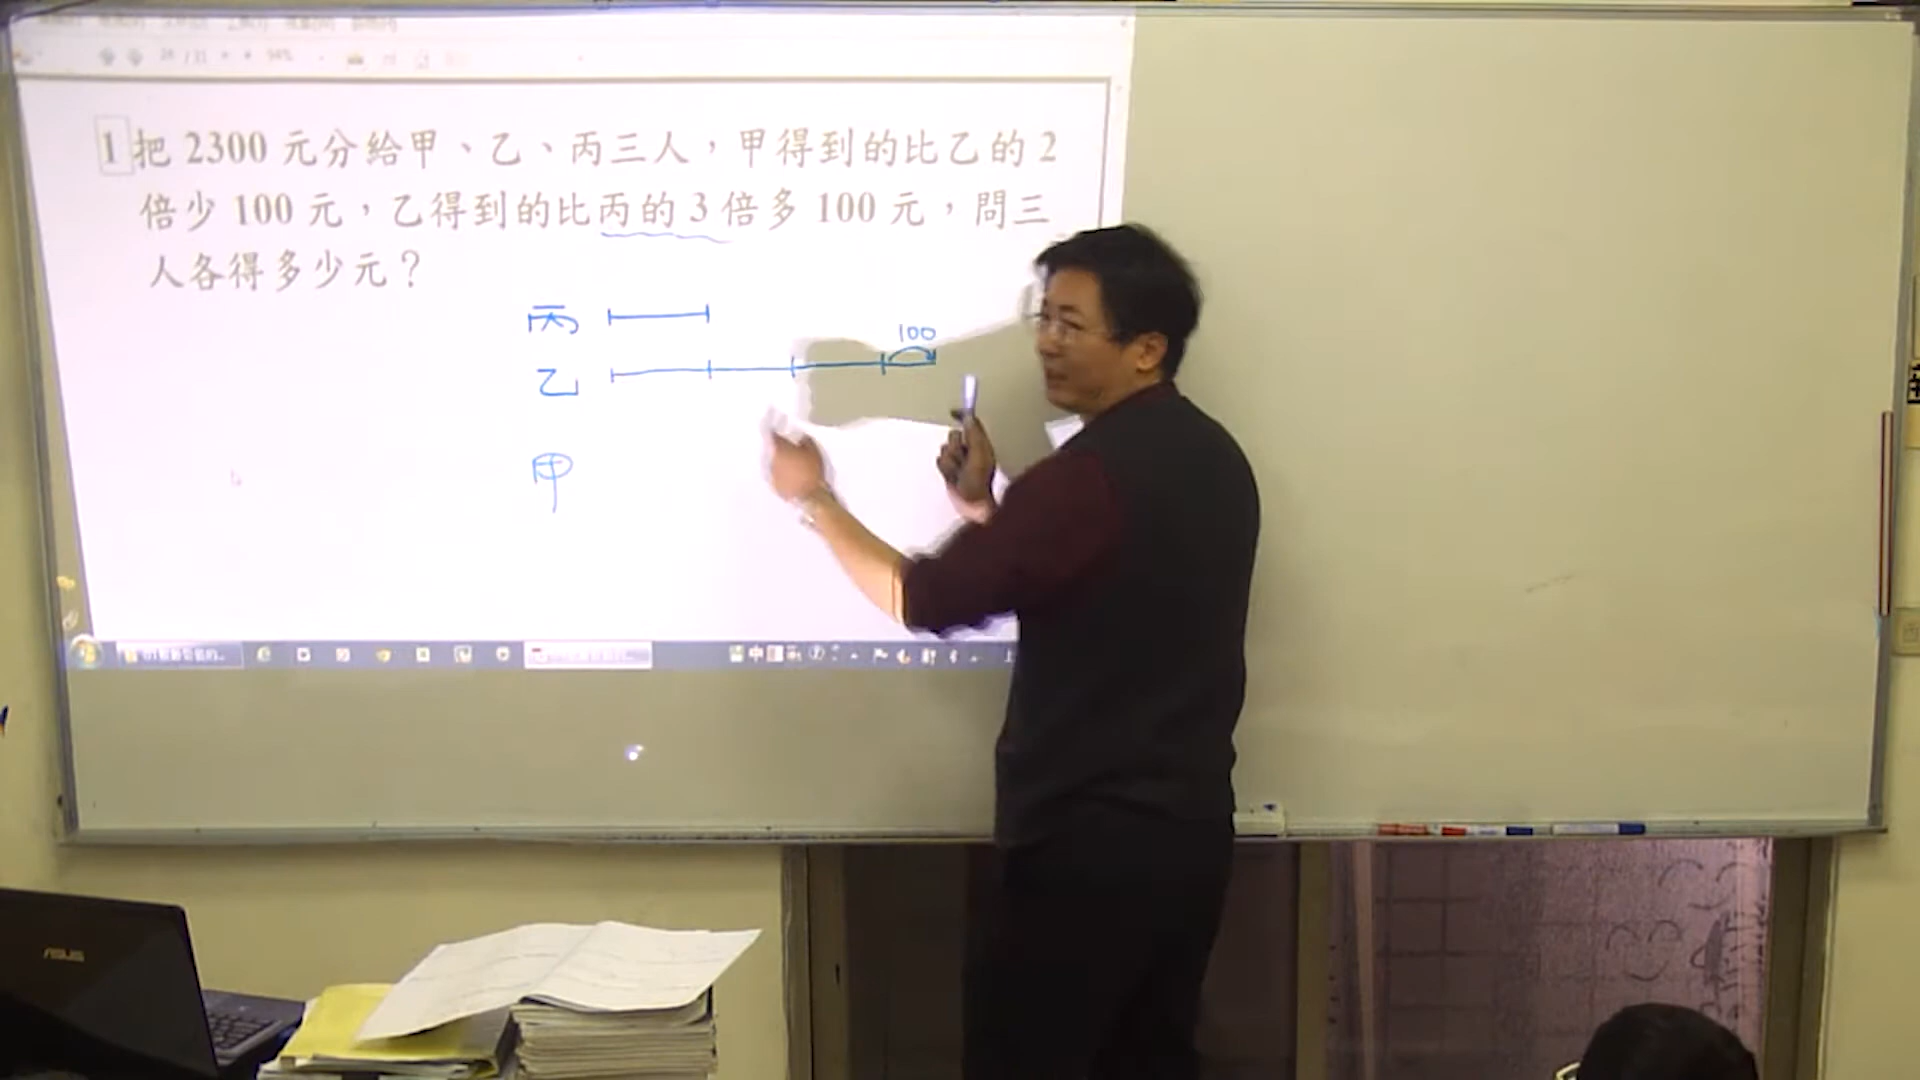 1 把 2300 元分給甲、乙、丙三人,甲得到的比乙的 2
倍少 100 元,乙得到的比丙的 3 倍多 100 元,問三
人各得多少元?
丙
100
乙
甲
中
ASUS